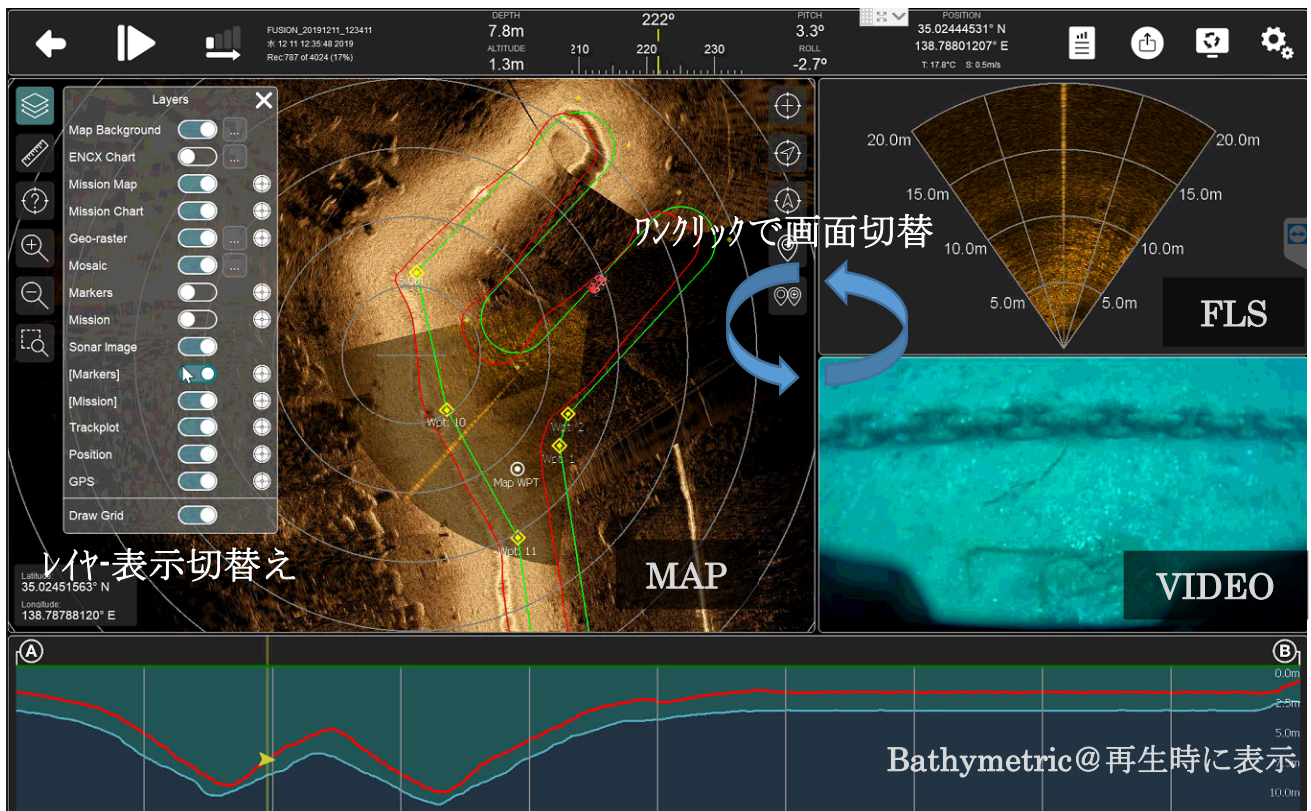 FUSION_20191211_123411
水 12 11 12:35:48 2019
Rec:787 of 4024 (17%)
DEPTH
7.8m
ALTITUDE
1.3m
222º
210 220 230
PITCH
3.3º
ROLL
-2.7º
POSITION
35.02444531° N
138.78801207° E
T: 17.8°C S: 0.5m/s
Layers
Map Background
...
ENCX Chart
...
Mission Map
Mission Chart
Geo-raster
...
Mosaic
...
Markers
Mission
Sonar Image
[Markers]
[Mission]
Trackplot
Position
GPS
Draw Grid
ﾚｲﾔｰ表示切替え
Latitude:
35.02451563° N
Longitude:
138.78788120° E
Wpt: 10
Wpt: 2
Wpt: 1
Map WPT
Wpt: 11
MAP
ﾜﾝｸﾘｯｸで画面切替
20.0m 20.0m
15.0m 15.0m
10.0m 10.0m
5.0m 5.0m
FLS
VIDEO
A B
0.0m
2.5m
5.0m
Bathymetric@再生時に表示
10.0m